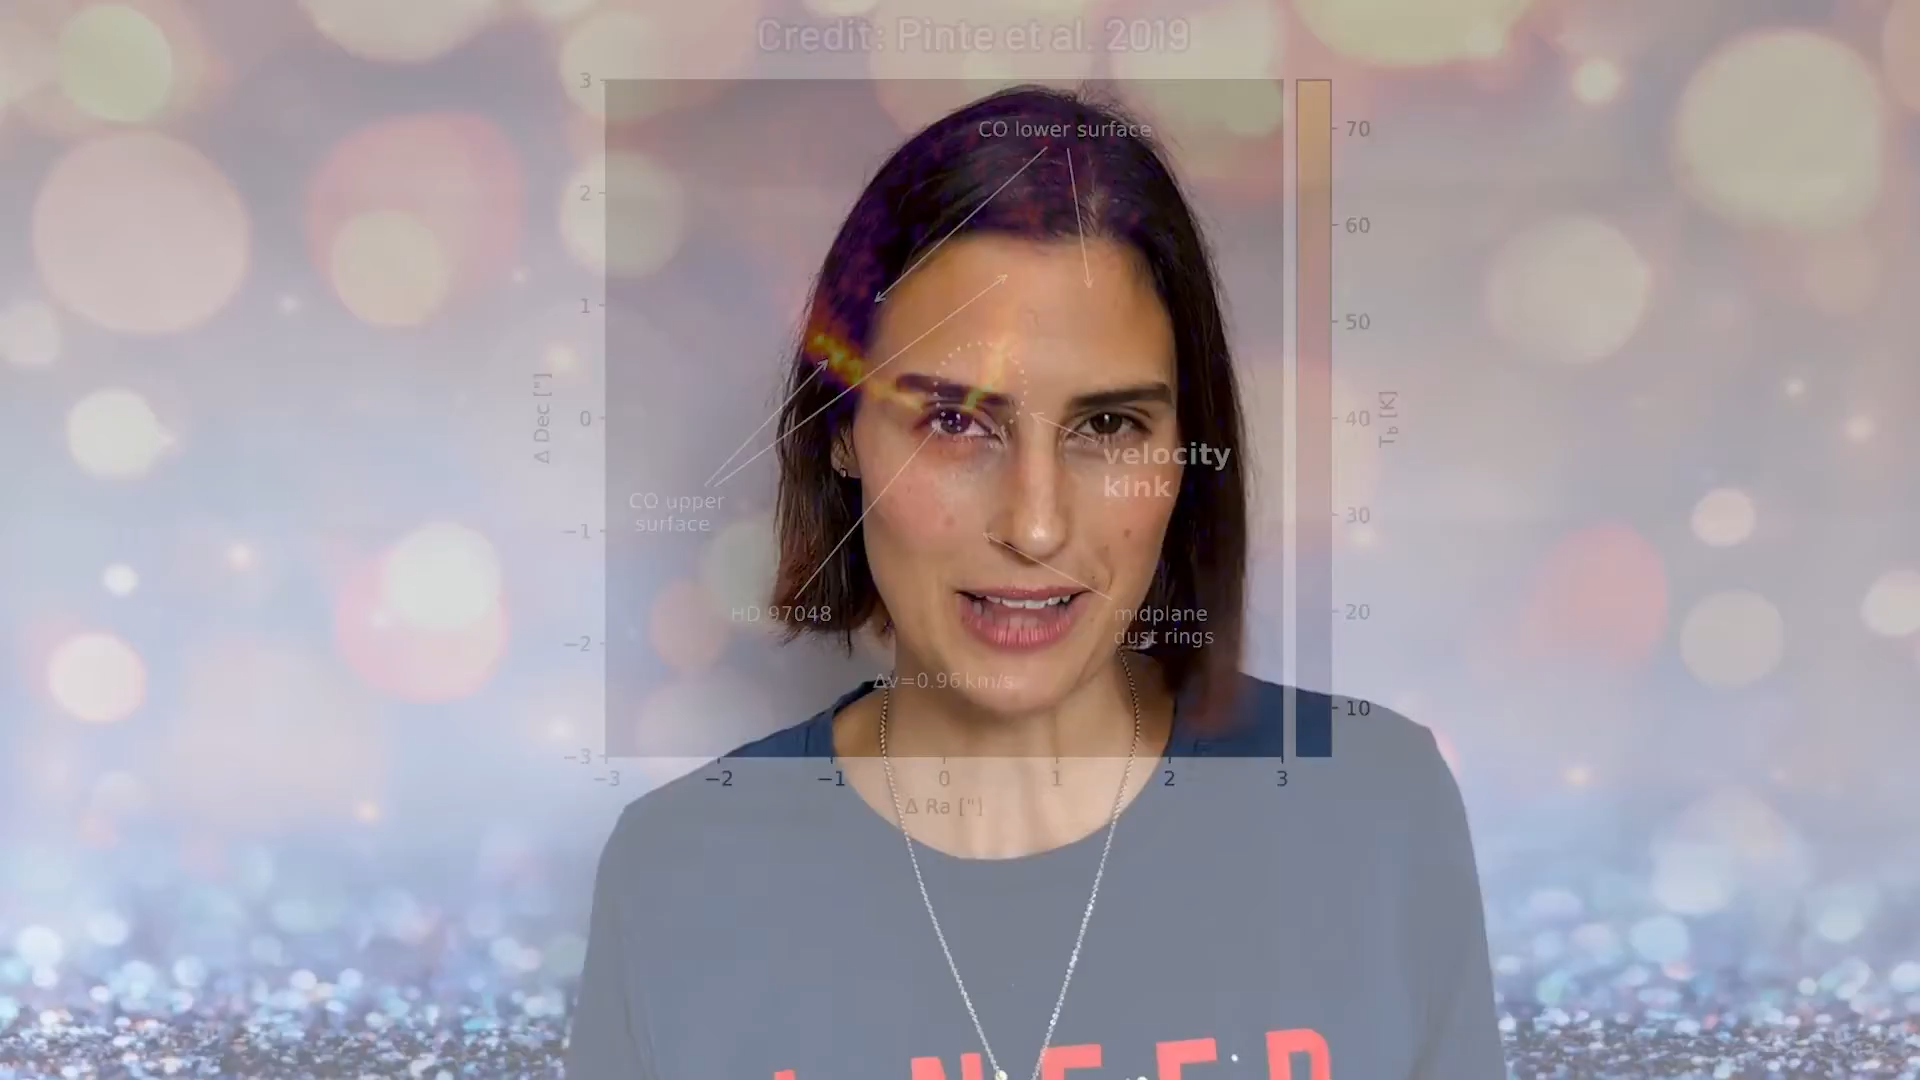 Credit: Pinte et al. 2019
3
2
1
0
−1
−2
−3
Δ Dec ["]
CO lower surface
CO upper
surface
velocity
kink
HD 97048
midplane
dust rings
Δv=0.96 km/s
−3
−2
−1
0
1
2
3
Δ Ra ["]
70
60
50
40
30
20
10
T_b [K]
NEED